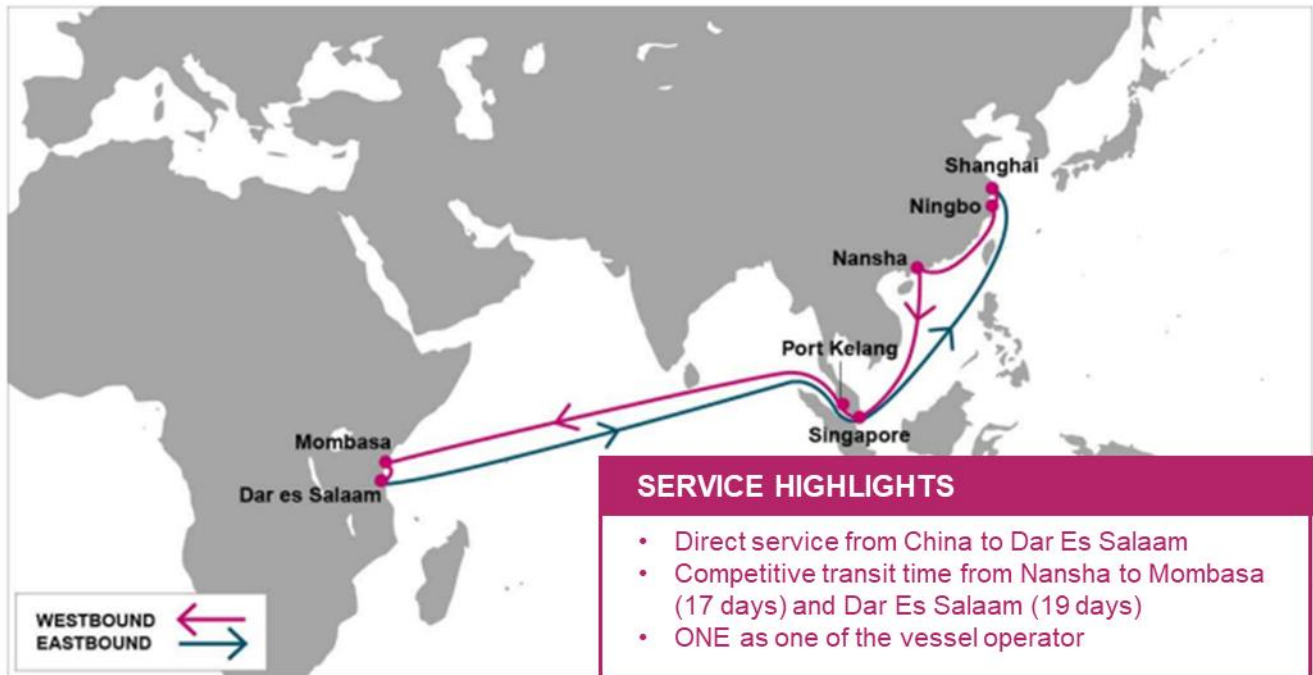 Shanghai
Ningbo
Nansha
Port Kelang
Singapore
Mombasa
Dar es Salaam
SERVICE HIGHLIGHTS
• Direct service from China to Dar Es Salaam
• Competitive transit time from Nansha to Mombasa
(17 days) and Dar Es Salaam (19 days)
• ONE as one of the vessel operator
WESTBOUND
EASTBOUND